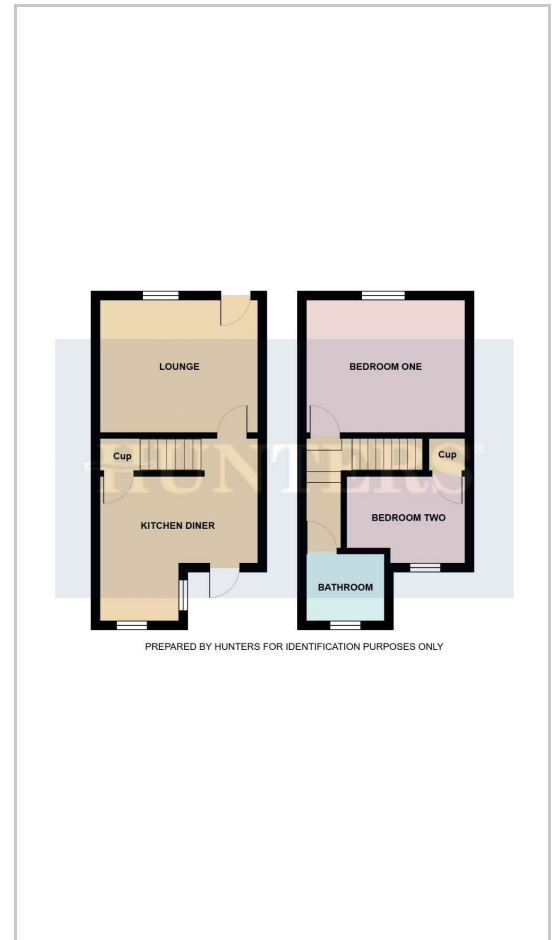 LOUNGE
Cup
KITCHEN DINER
BEDROOM ONE
Cup
BEDROOM TWO
BATHROOM
HUNTERS
PREPARED BY HUNTERS FOR IDENTIFICATION PURPOSES ONLY